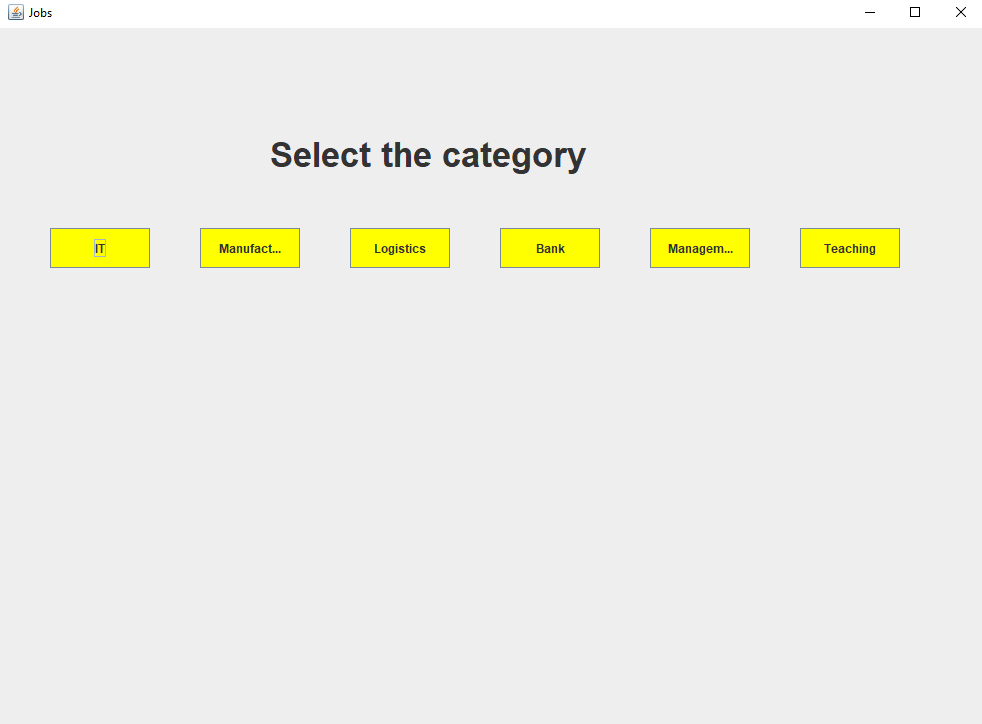 Jobs
Select the category
IT Manufact... Logistics Bank Managem... Teaching